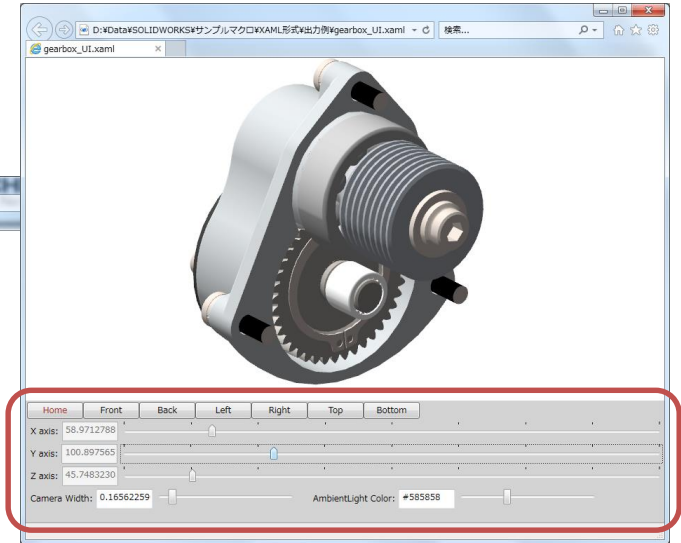 D:¥Data¥SOLIDWORKS¥サンプルマクロ¥XAML形式¥出力例¥gearbox_UI.xaml 検索...
gearbox_UI.xaml ×
Home Front Back Left Right Top Bottom
X axis: 58.9712788
Y axis: 100.897565
Z axis: 45.7483230
Camera Width: 0.16562259 AmbientLight Color: #585858